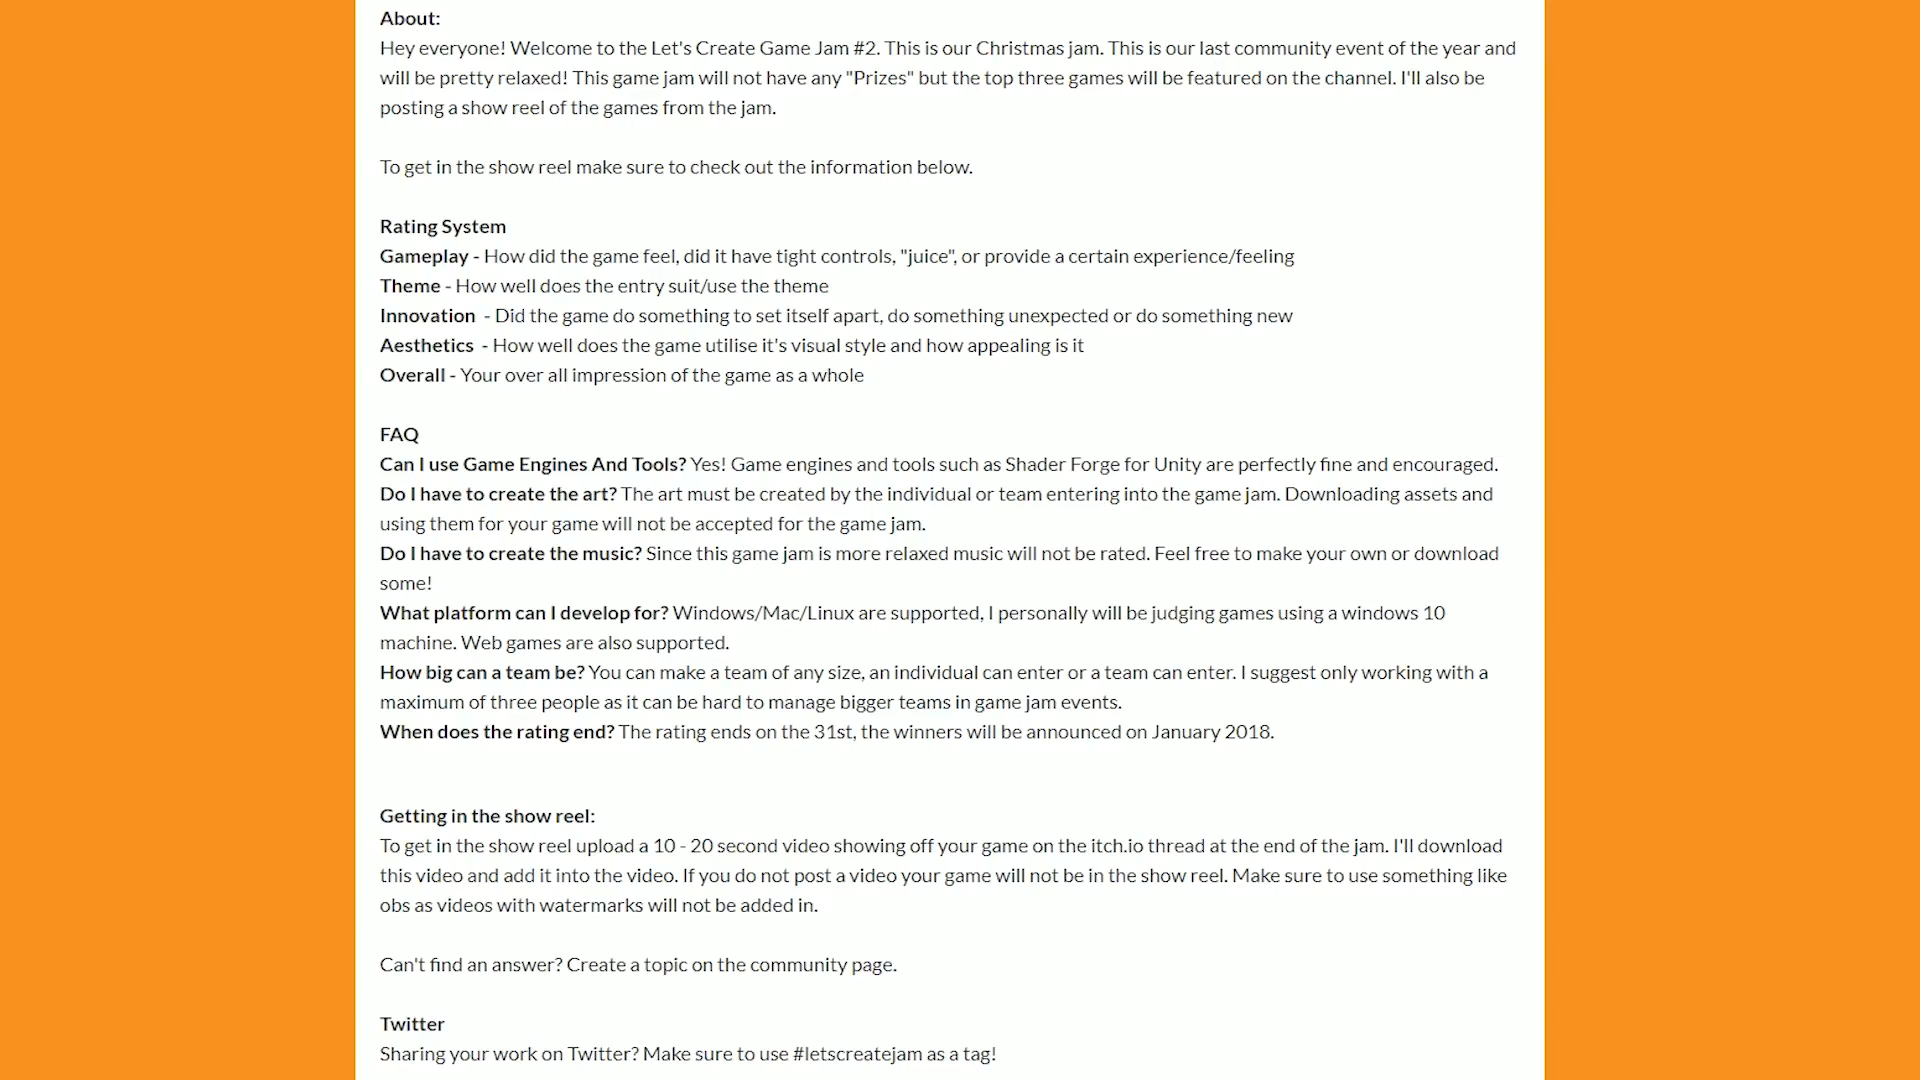 About:
Hey everyone! Welcome to the Let's Create Game Jam #2. This is our Christmas jam. This is our last community event of the year and
will be pretty relaxed! This game jam will not have any "Prizes" but the top three games will be featured on the channel. I'll also be
posting a show reel of the games from the jam.
To get in the show reel make sure to check out the information below.
Rating System
Gameplay - How did the game feel, did it have tight controls, "juice", or provide a certain experience/feeling
Theme - How well does the entry suit/use the theme
Innovation - Did the game do something to set itself apart, do something unexpected or do something new
Aesthetics - How well does the game utilise it's visual style and how appealing is it
Overall - Your over all impression of the game as a whole
FAQ
Can I use Game Engines And Tools? Yes! Game engines and tools such as Shader Forge for Unity are perfectly fine and encouraged.
Do I have to create the art? The art must be created by the individual or team entering into the game jam. Downloading assets and
using them for your game will not be accepted for the game jam.
Do I have to create the music? Since this game jam is more relaxed music will not be rated. Feel free to make your own or download
some!
What platform can I develop for? Windows/Mac/Linux are supported, I personally will be judging games using a windows 10
machine. Web games are also supported.
How big can a team be? You can make a team of any size, an individual can enter or a team can enter. I suggest only working with a
maximum of three people as it can be hard to manage bigger teams in game jam events.
When does the rating end? The rating ends on the 31st, the winners will be announced on January 2018.
Getting in the show reel:
To get in the show reel upload a 10 - 20 second video showing off your game on the itch.io thread at the end of the jam. I'll download
this video and add it into the video. If you do not post a video your game will not be in the show reel. Make sure to use something like
obs as videos with watermarks will not be added in.
Can't find an answer? Create a topic on the community page.
Twitter
Sharing your work on Twitter? Make sure to use #letscreatejam as a tag!